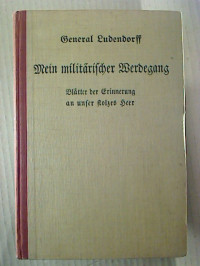 General Ludendorff
Mein militärischer Werdegang
Blätter der Erinnerung
an unser stolzes Heer